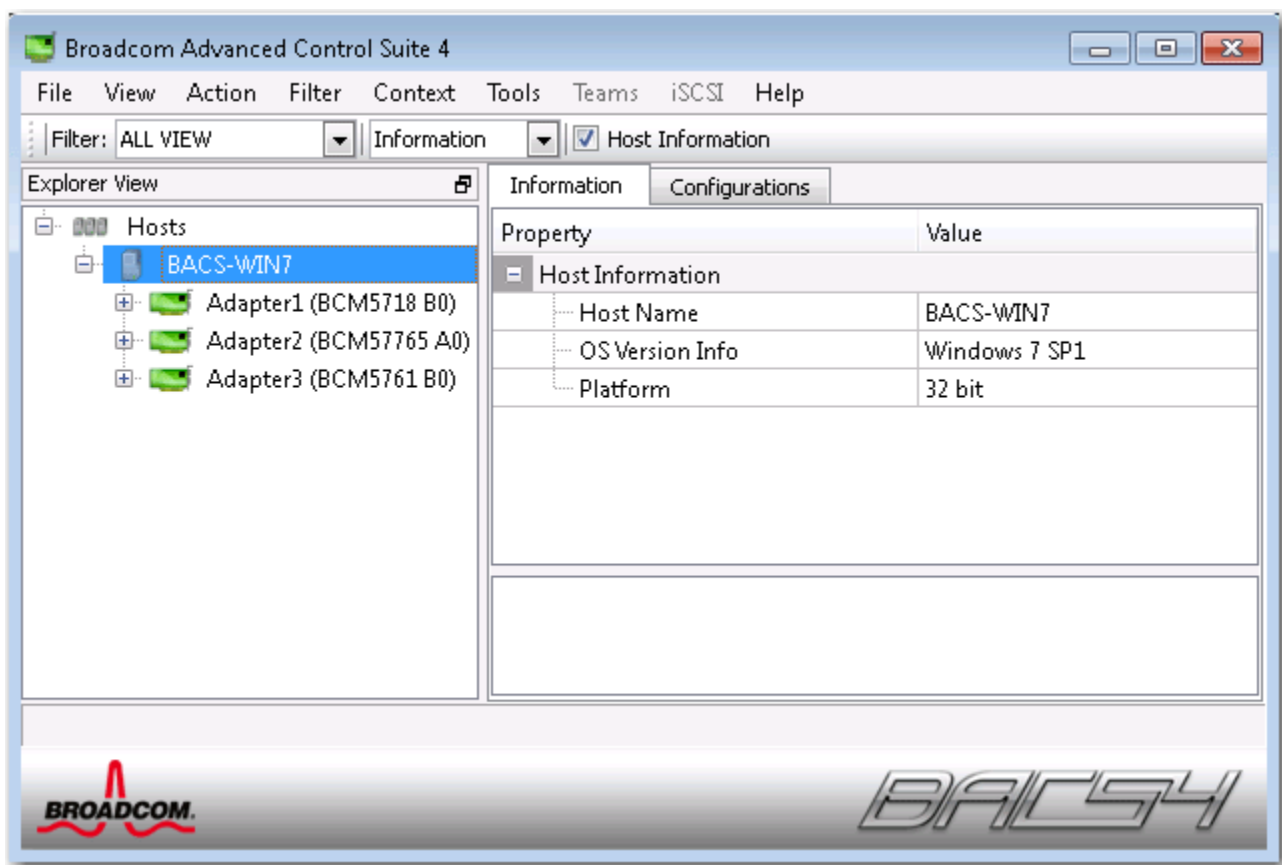 Broadcom Advanced Control Suite 4
File View Action Filter Context Tools Teams iSCSI Help
Filter: ALL VIEW Information Host Information
Explorer View
Hosts
BACS-WIN7
Adapter1 (BCM5718 B0)
Adapter2 (BCM57765 A0)
Adapter3 (BCM5761 B0)
Information Configurations
Property Value
Host Information
Host Name BACS-WIN7
OS Version Info Windows 7 SP1
Platform 32 bit
BROADCOM.
BACS4